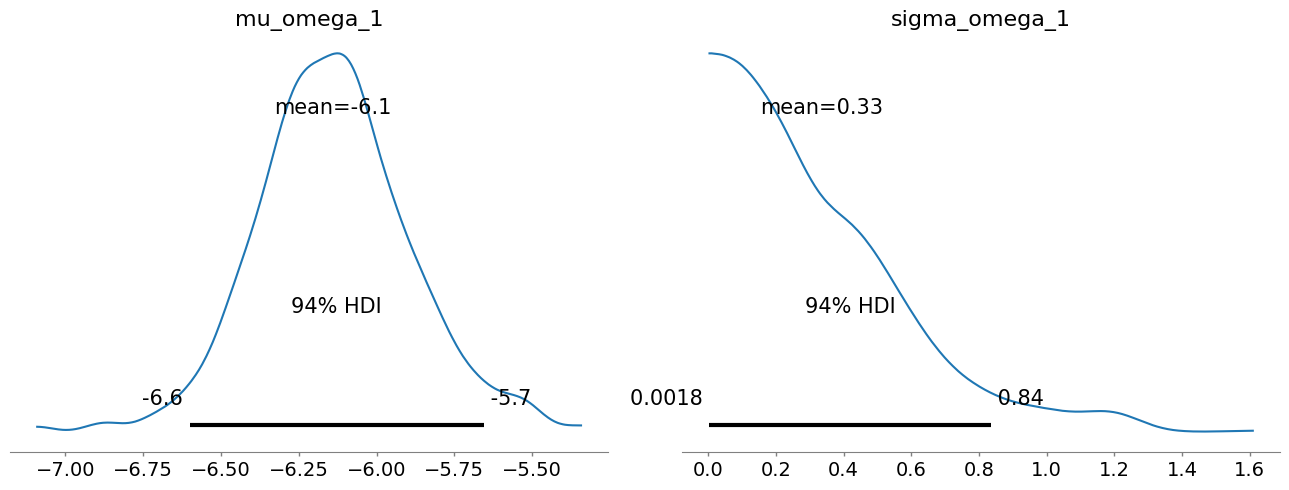 mu_omega_1
mean=-6.1
94% HDI
-6.6
-5.7
−7.00 −6.75 −6.50 −6.25 −6.00 −5.75 −5.50
sigma_omega_1
mean=0.33
94% HDI
0.0018
0.84
0.0 0.2 0.4 0.6 0.8 1.0 1.2 1.4 1.6